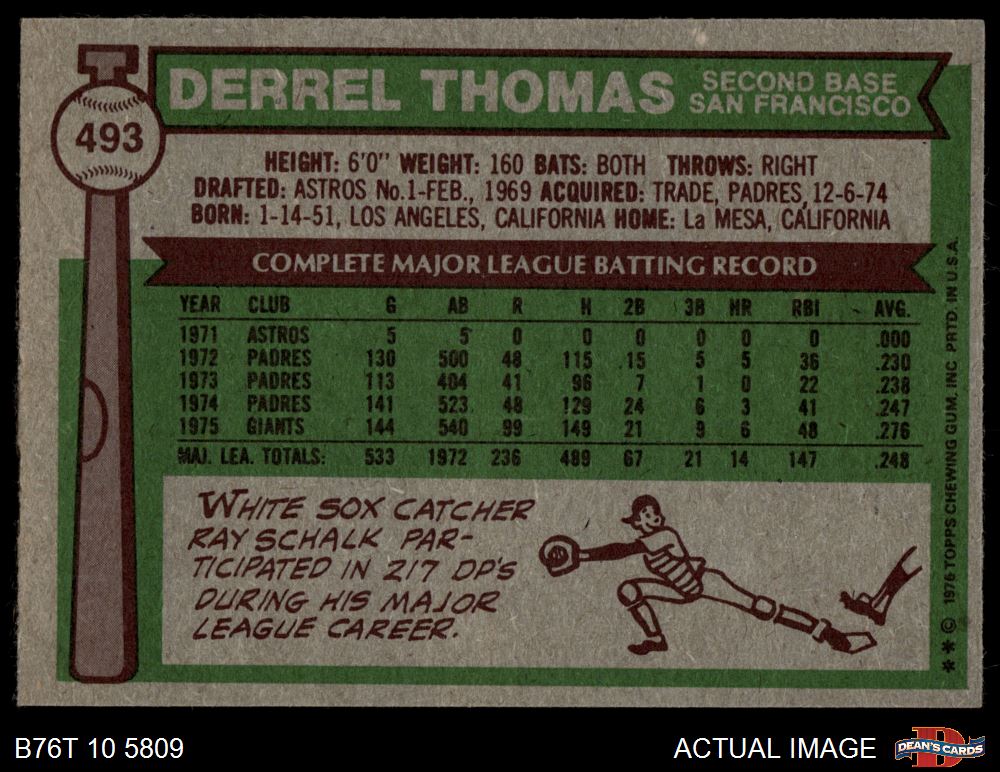 DERREL THOMAS SECOND BASE
SAN FRANCISCO
493
HEIGHT: 6'0" WEIGHT: 160 BATS: BOTH THROWS: RIGHT
DRAFTED: ASTROS No.1-FEB., 1969 ACQUIRED: TRADE, PADRES, 12-6-74
BORN: 1-14-51, LOS ANGELES, CALIFORNIA HOME: La MESA, CALIFORNIA
COMPLETE MAJOR LEAGUE BATTING RECORD
YEAR CLUB G AB R H 2B 3B HR RBI AVG.
1971 ASTROS 5 5 0 0 0 0 0 0 .000
1972 PADRES 130 500 48 115 15 5 5 36 .230
1973 PADRES 113 404 41 96 7 1 0 22 .238
1974 PADRES 141 523 48 129 24 6 3 41 .247
1975 GIANTS 144 540 99 149 21 9 6 48 .276
MAJ. LEA. TOTALS: 533 1972 236 489 67 21 14 147 .248
WHITE SOX CATCHER
RAY SCHALK PAR-
TICIPATED IN 217 DP'S
DURING HIS MAJOR
LEAGUE CAREER.
** © 1976 TOPPS CHEWING GUM, INC. PRTD. IN U.S.A.
B76T 10 5809
ACTUAL IMAGE
D
DEAN'S CARDS